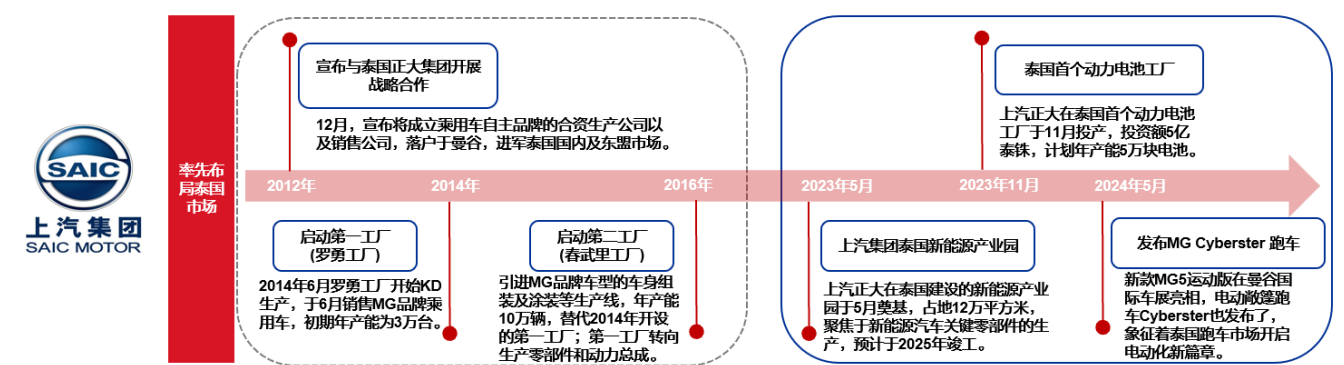 SAIC
上汽集团
SAIC MOTOR
率先布
局泰国
市场
宣布与泰国正大集团开展
战略合作
12月，宣布将成立乘用车自主品牌的合资生产公司以
及销售公司，落户于曼谷，进军泰国国内及东盟市场。
泰国首个动力电池工厂
上汽正大在泰国首个动力电池
工厂于11月投产，投资额5亿
泰铢，计划年产能5万块电池。
2012年
2014年
2016年
2023年5月
2023年11月
2024年5月
启动第一工厂
(罗勇工厂)
2014年6月罗勇工厂开始KD
生产，于6月销售MG品牌乘
用车，初期年产能为3万台。
启动第二工厂
(春武里工厂)
引进MG品牌车型的车身组
装及涂装等生产线，年产能
10万辆，替代2014年开设
的第一工厂；第一工厂转向
生产零部件和动力总成。
上汽集团泰国新能源产业园
上汽正大在泰国建设的新能源产业
园于5月奠基，占地12万平方米，
聚焦于新能源汽车关键零部件的生
产，预计于2025年竣工。
发布MG Cyberster 跑车
新款MG5运动版在曼谷国
际车展亮相，电动敞篷跑
车Cyberster也发布了，
象征着泰国跑车市场开启
电动化新篇章。